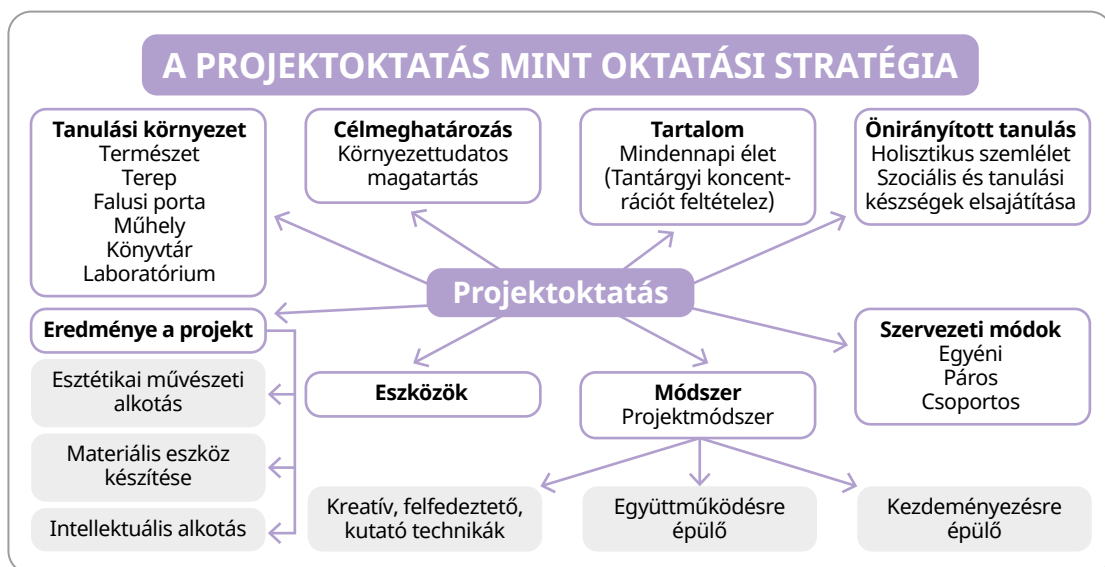 A PROJEKTOKTATÁS MINT OKTATÁSI STRATÉGIA
Tanulási környezet
Természet
Terep
Falusi porta
Műhely
Könyvtár
Laboratórium
Célmeghatározás
Környezettudatos
magatartás
Tartalom
Mindennapi élet
(Tantárgyi koncent-
rációt feltételez)
Önirányított tanulás
Holisztikus szemlélet
Szociális és tanulási
készségek elsajátítása
Projektoktatás
Eredménye a projekt
Esztétikai művészeti
alkotás
Materiális eszköz
készítése
Intellektuális alkotás
Eszközök
Módszer
Projektmódszer
Szervezeti módok
Egyéni
Páros
Csoportos
Kreatív, felfedeztető,
kutató technikák
Együttműködésre
épülő
Kezdeményezésre
épülő